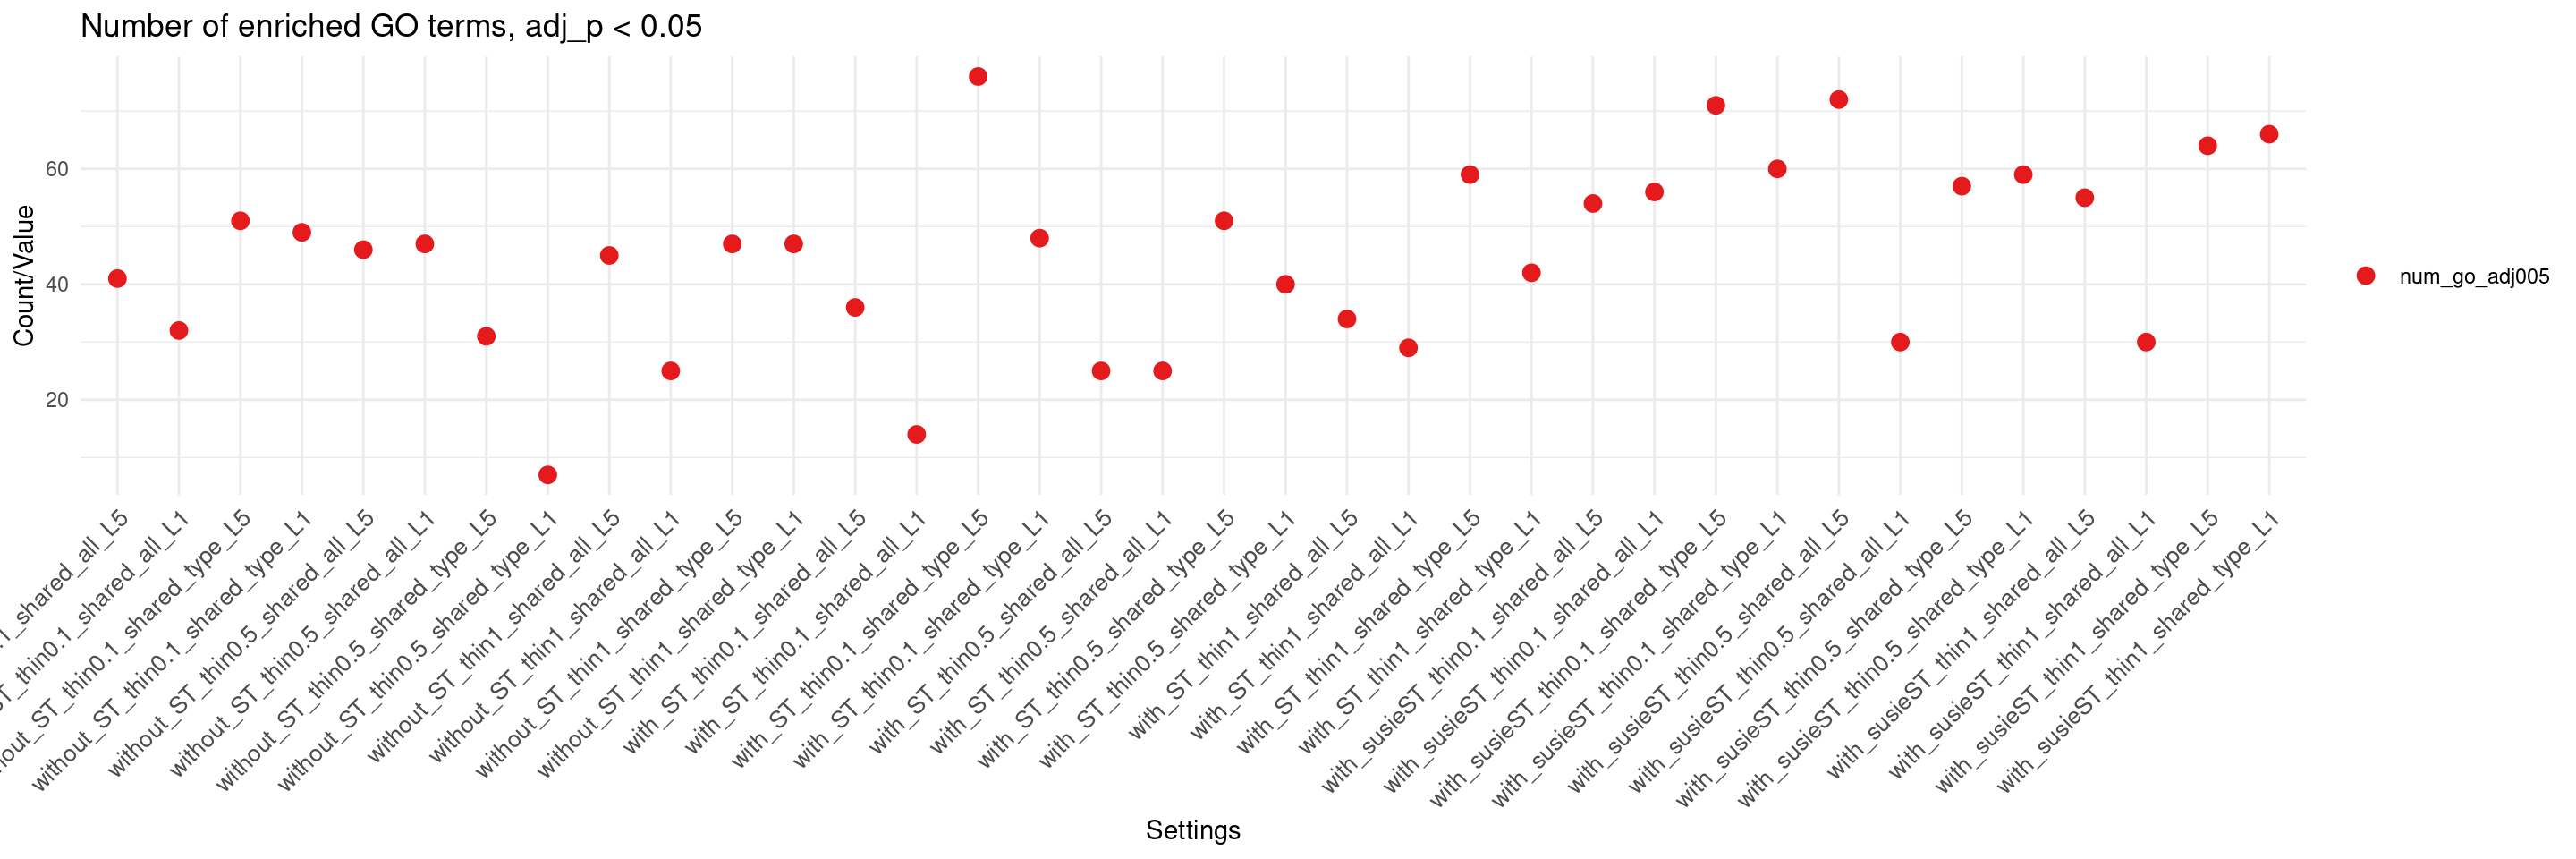 Number of enriched GO terms, adj_p < 0.05
Count/Value
60
40
20
1_shared_all_L5
ST_thin0.1_shared_all_L1
out_ST_thin0.1_shared_type_L5
without_ST_thin0.1_shared_type_L1
without_ST_thin0.5_shared_all_L5
without_ST_thin0.5_shared_all_L1
without_ST_thin0.5_shared_type_L5
without_ST_thin0.5_shared_type_L1
without_ST_thin1_shared_all_L5
without_ST_thin1_shared_all_L1
without_ST_thin1_shared_type_L5
without_ST_thin1_shared_type_L1
with_ST_thin0.1_shared_all_L5
with_ST_thin0.1_shared_all_L1
with_ST_thin0.1_shared_type_L5
with_ST_thin0.1_shared_type_L1
with_ST_thin0.5_shared_all_L5
with_ST_thin0.5_shared_all_L1
with_ST_thin0.5_shared_type_L5
with_ST_thin0.5_shared_type_L1
with_ST_thin1_shared_all_L5
with_ST_thin1_shared_all_L1
with_ST_thin1_shared_type_L5
with_ST_thin1_shared_type_L1
with_susieST_thin0.1_shared_all_L5
with_susieST_thin0.1_shared_all_L1
with_susieST_thin0.1_shared_type_L5
with_susieST_thin0.1_shared_type_L1
with_susieST_thin0.5_shared_all_L5
with_susieST_thin0.5_shared_all_L1
with_susieST_thin0.5_shared_type_L5
with_susieST_thin0.5_shared_type_L1
with_susieST_thin1_shared_all_L5
with_susieST_thin1_shared_all_L1
with_susieST_thin1_shared_type_L5
with_susieST_thin1_shared_type_L1
Settings
num_go_adj005